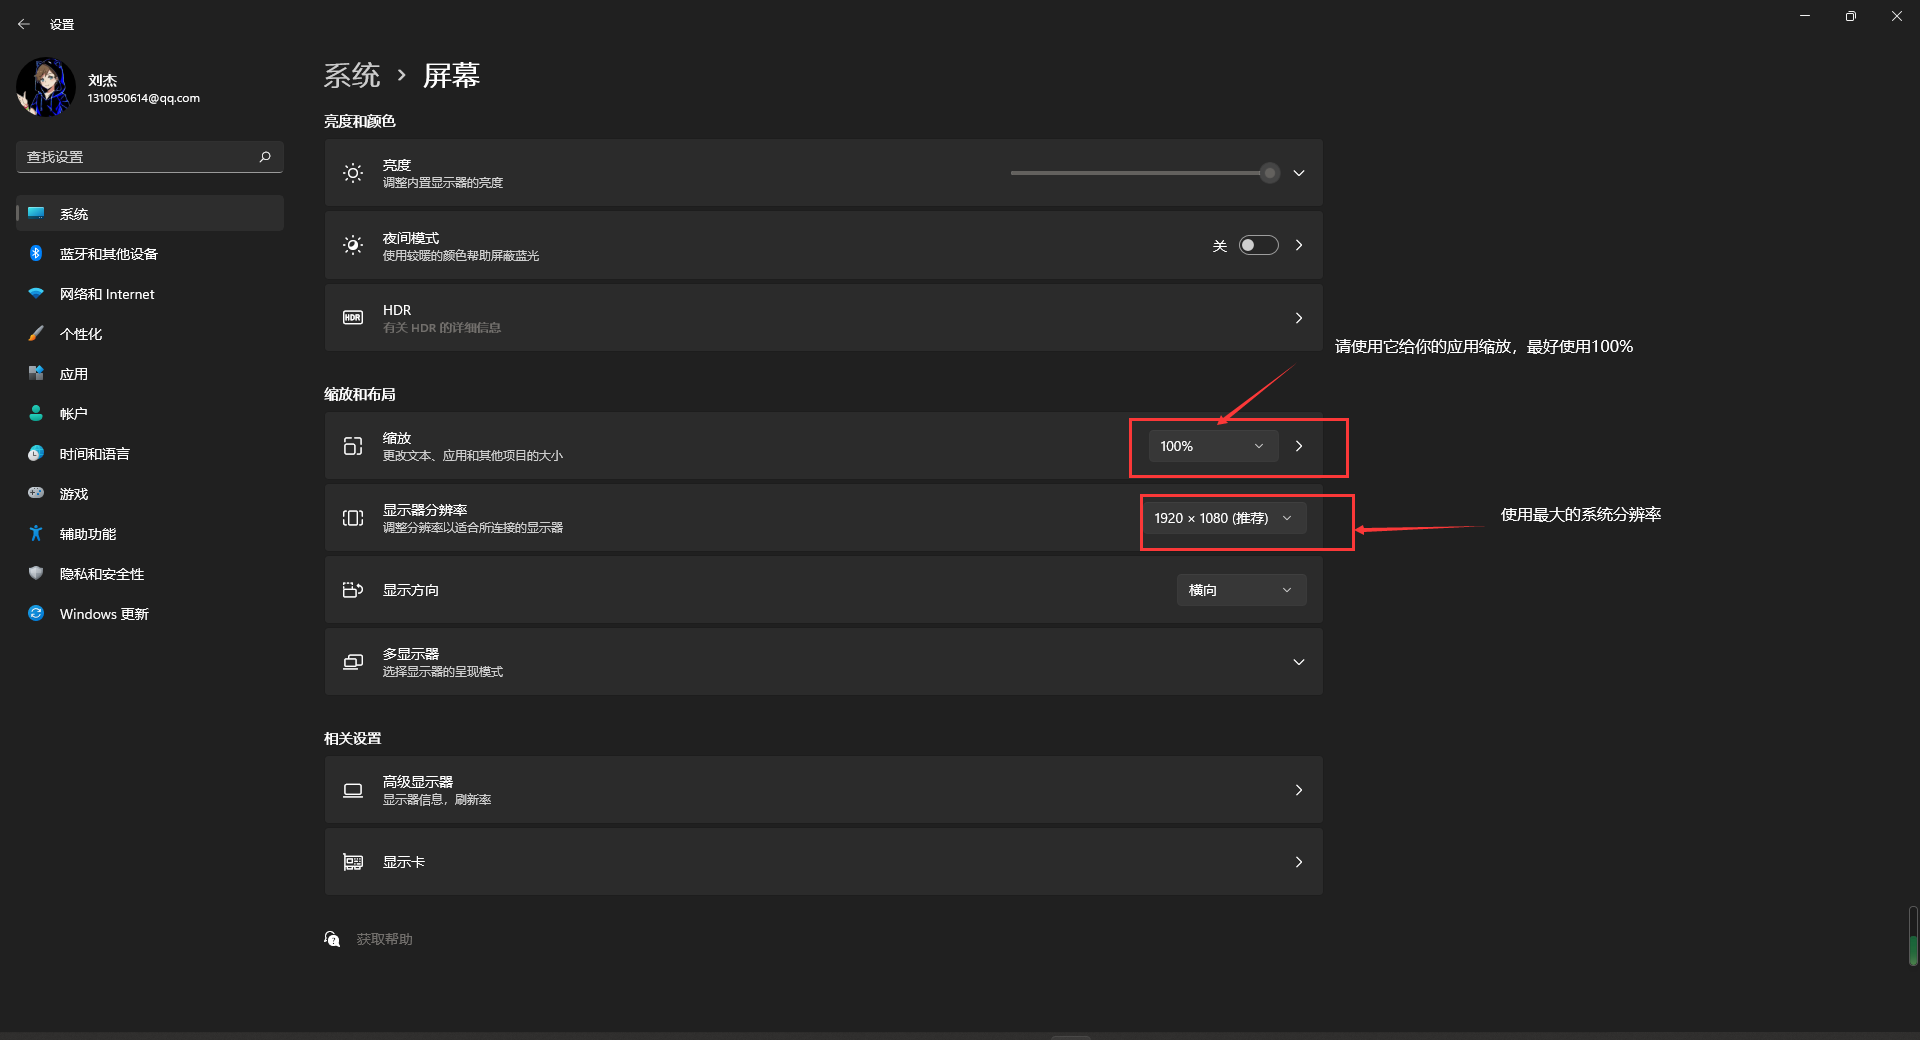 设置
刘杰
1310950614@qq.com
查找设置
系统
蓝牙和其他设备
网络和 Internet
个性化
应用
帐户
时间和语言
游戏
辅助功能
隐私和安全性
Windows 更新
系统 › 屏幕
亮度和颜色
亮度
调整内置显示器的亮度
夜间模式
使用较暖的颜色帮助屏蔽蓝光
关
HDR
HDR
有关 HDR 的详细信息
请使用它给你的应用缩放，最好使用100%
缩放和布局
缩放
更改文本、应用和其他项目的大小
100%
显示器分辨率
调整分辨率以适合所连接的显示器
1920 × 1080 (推荐)
使用最大的系统分辨率
显示方向
横向
多显示器
选择显示器的呈现模式
相关设置
高级显示器
显示器信息，刷新率
显示卡
获取帮助